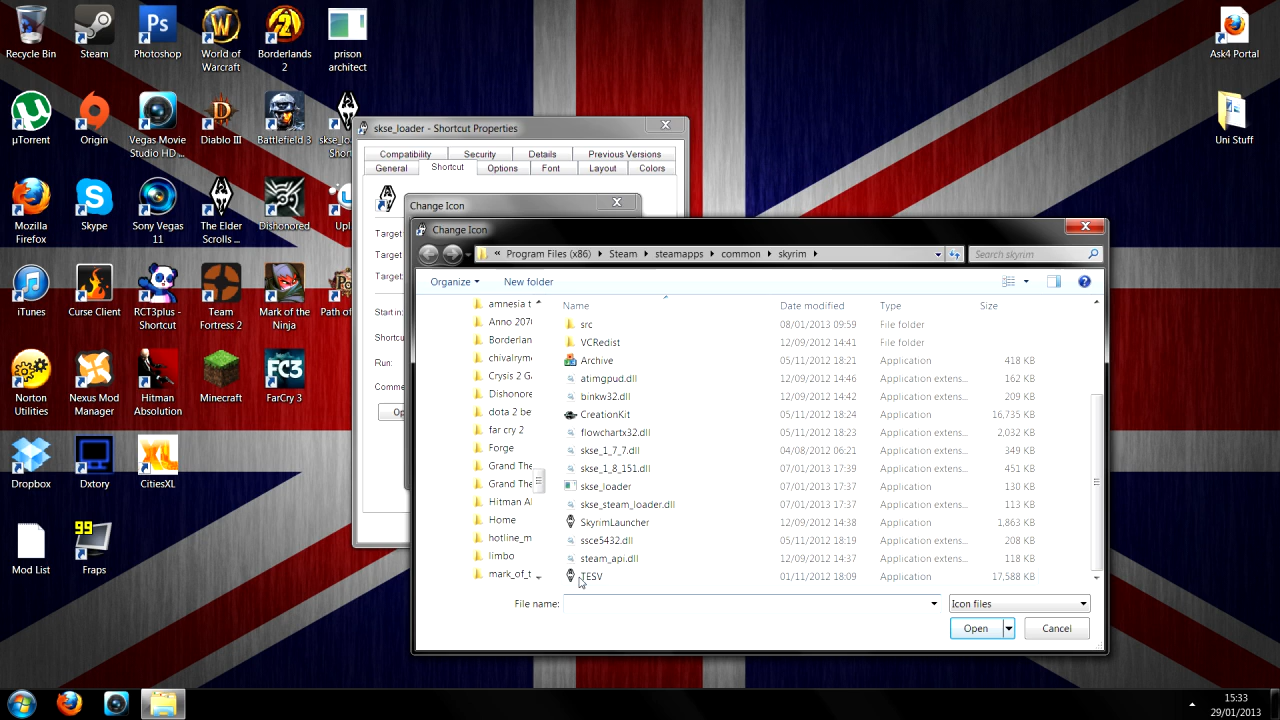 Recycle Bin
Steam
Photoshop
World of Warcraft
Borderlands 2
prison architect
Ask4 Portal
µTorrent
Origin
Vegas Movie Studio HD ...
Diablo III
Battlefield 3
skse_lo
Shor
Uni Stuff
Mozilla Firefox
Skype
Sony Vegas 11
The Elder Scrolls ...
Dishonored
Upl
iTunes
Curse Client
RCT3plus - Shortcut
Team Fortress 2
Mark of the Ninja
Path of
Norton Utilities
Nexus Mod Manager
Hitman Absolution
Minecraft
FC3
FarCry 3
Dropbox
Dxtory
XL
CitiesXL
Mod List
99
Fraps
skse_loader - Shortcut Properties
Compatibility Security Details Previous Versions
General Shortcut Options Font Layout Colors
Target
Target
Target:
Start in:
Shortcu
Run:
Comme
Op
Change Icon
Change Icon
« Program Files (x86) Steam steamapps common skyrim
Search skyrim
Organize New folder
amnesia t
Anno 207
Borderlan
chivalryme
Crysis 2 G
Dishonore
dota 2 be
far cry 2
Forge
Grand The
Grand The
Hitman Al
Home
hotline_m
limbo
mark_of_t
Name Date modified Type Size
src 08/01/2013 09:59 File folder
VCRedist 12/09/2012 14:41 File folder
Archive 05/11/2012 18:21 Application 418 KB
atimgpud.dll 12/09/2012 14:46 Application extens... 162 KB
binkw32.dll 12/09/2012 14:42 Application extens... 209 KB
CreationKit 05/11/2012 18:24 Application 16,735 KB
flowchartx32.dll 05/11/2012 18:23 Application extens... 2,032 KB
skse_1_7_7.dll 04/08/2012 06:21 Application extens... 349 KB
skse_1_8_151.dll 07/01/2013 17:39 Application extens... 451 KB
skse_loader 07/01/2013 17:37 Application 130 KB
skse_steam_loader.dll 07/01/2013 17:37 Application extens... 113 KB
SkyrimLauncher 12/09/2012 14:38 Application 1,863 KB
ssce5432.dll 05/11/2012 18:19 Application extens... 208 KB
steam_api.dll 12/09/2012 14:37 Application extens... 118 KB
TESV 01/11/2012 18:09 Application 17,588 KB
File name:
Icon files
Open Cancel
15:33
29/01/2013